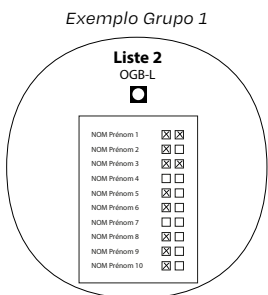 Exemplo Grupo 1
Liste 2
OGB-L
NOM Prénom 1
NOM Prénom 2
NOM Prénom 3
NOM Prénom 4
NOM Prénom 5
NOM Prénom 6
NOM Prénom 7
NOM Prénom 8
NOM Prénom 9
NOM Prénom 10